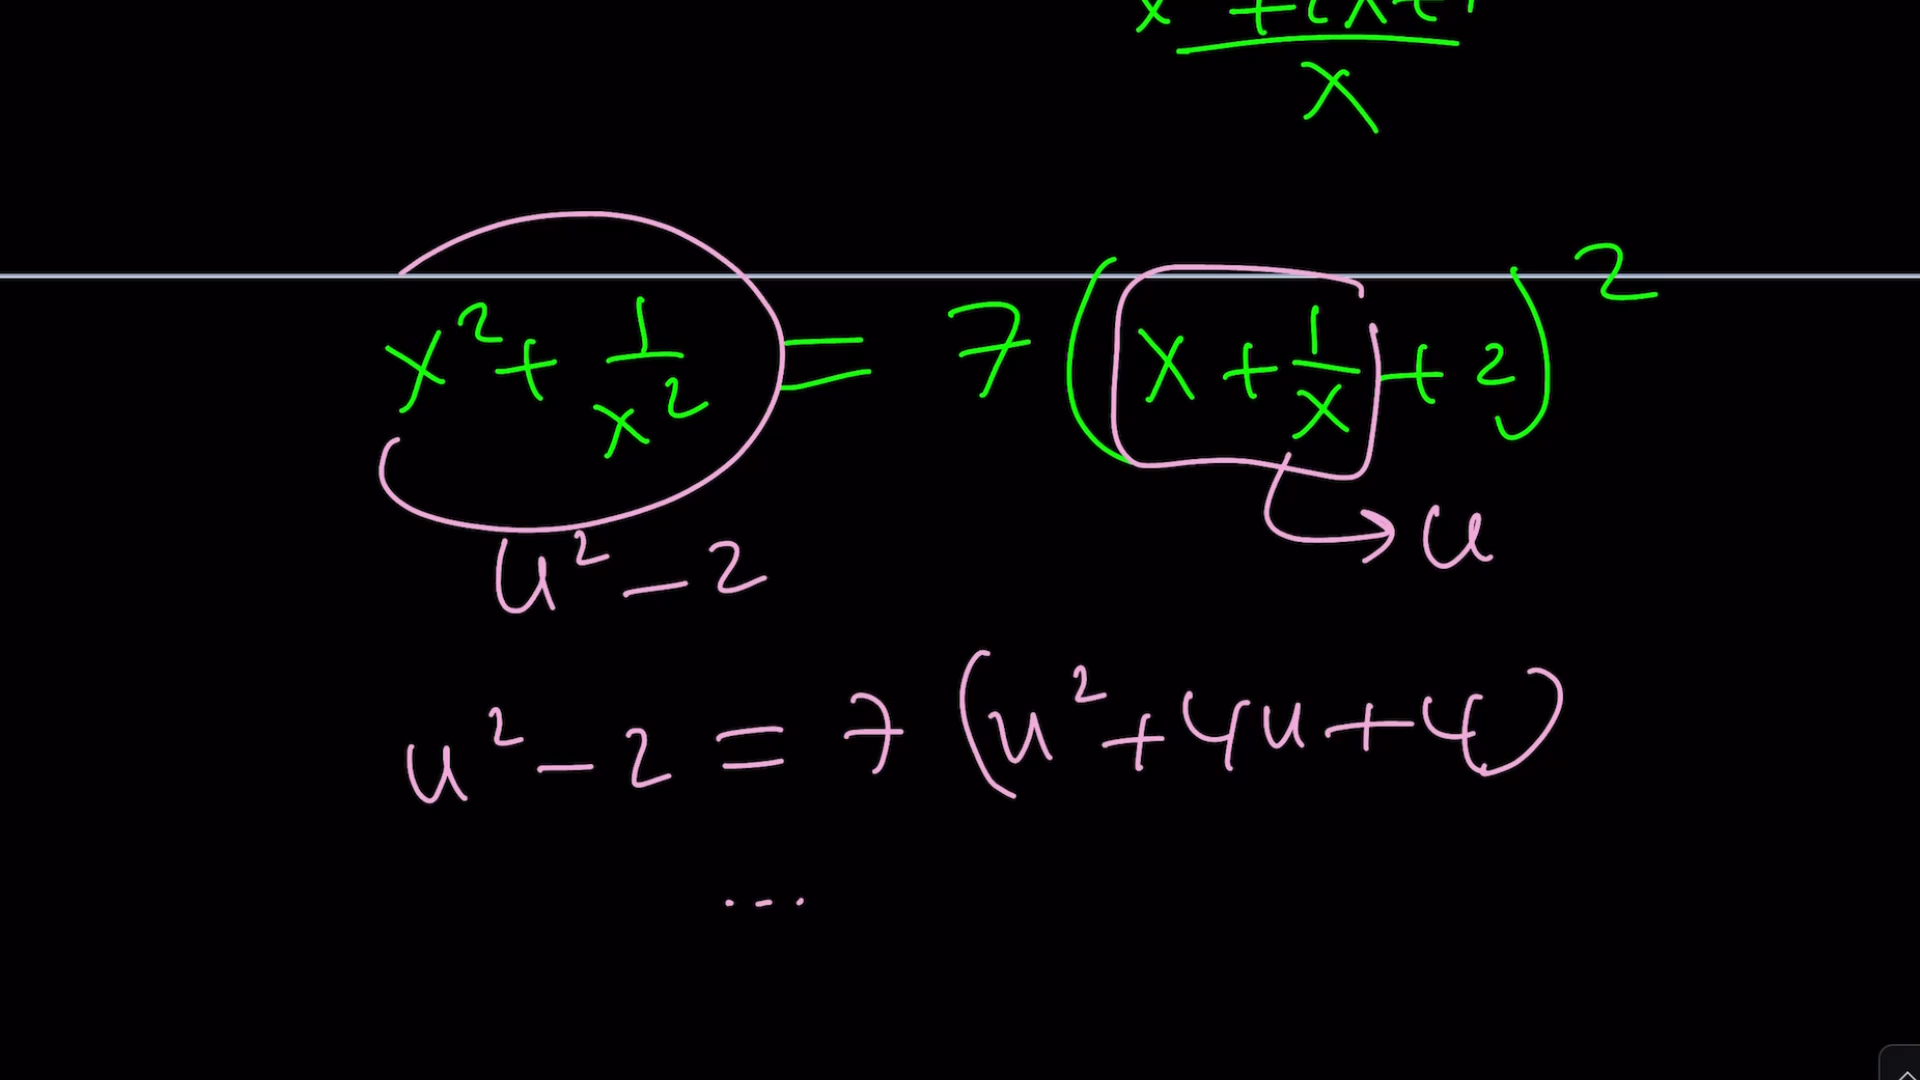 x
x² + 1/x² = 7(x + 1/x + 2)²
u² - 2
→ u
u² - 2 = 7(u² + 4u + 4)
...